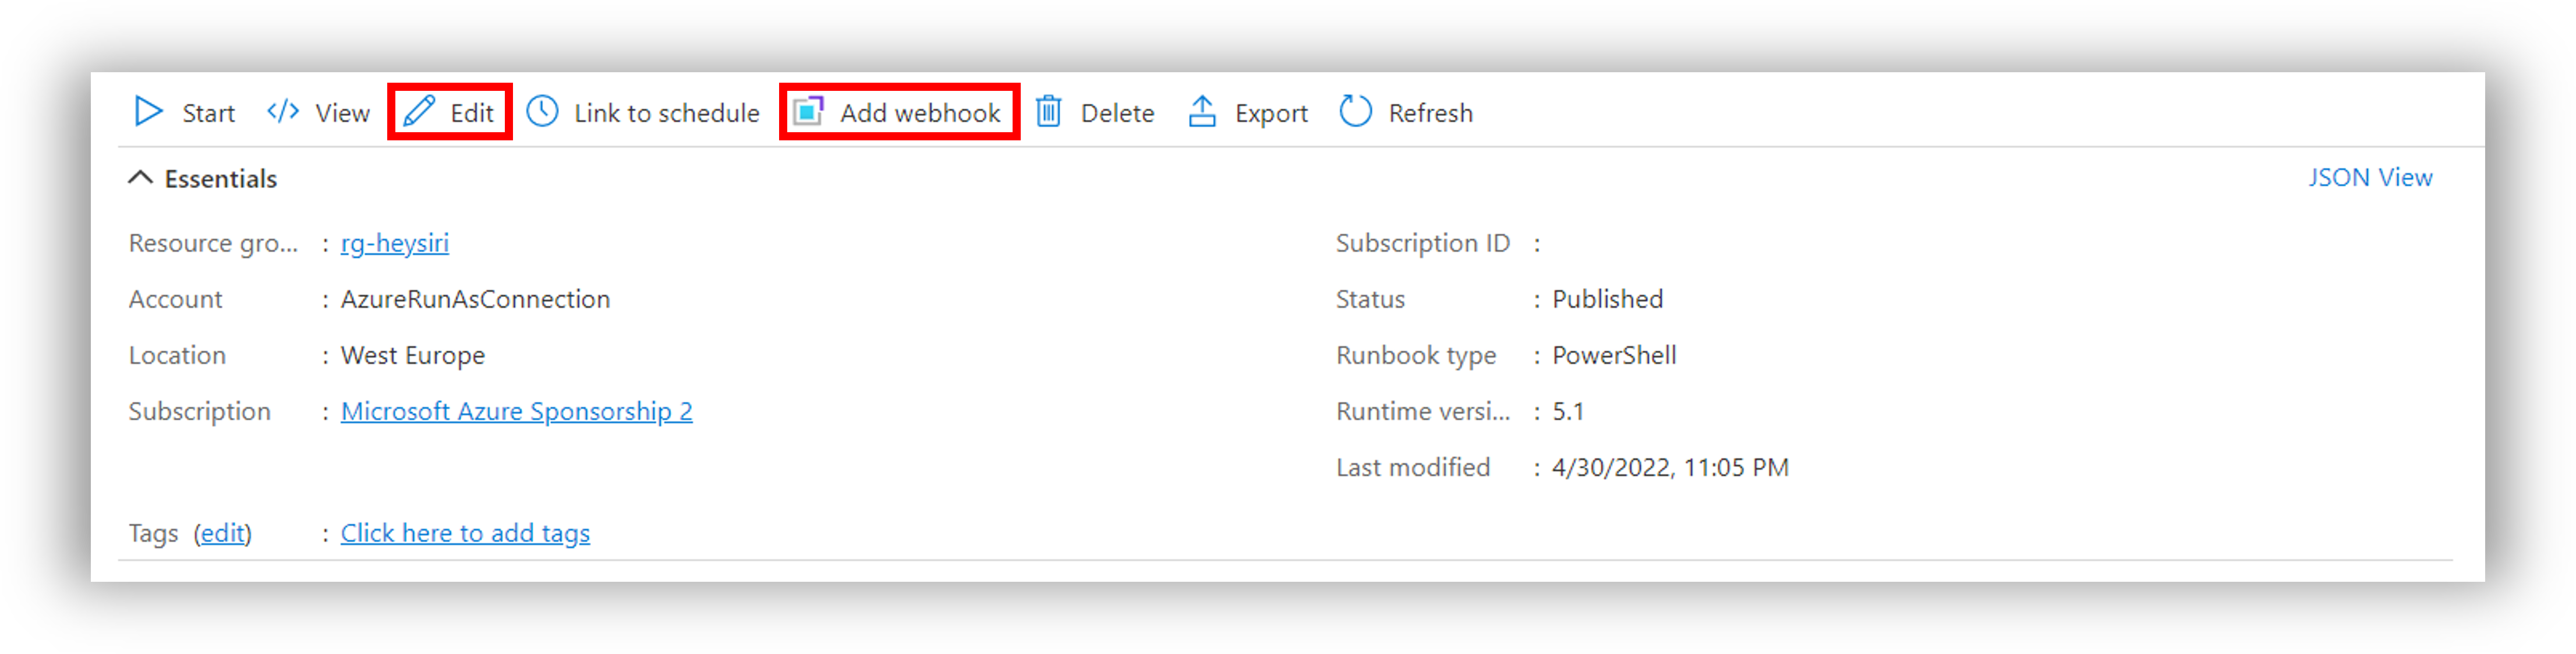 Start </> View Edit Link to schedule Add webhook Delete Export Refresh
Essentials JSON View
Resource gro... : rg-heysiri Subscription ID :
Account : AzureRunAsConnection Status : Published
Location : West Europe Runbook type : PowerShell
Subscription : Microsoft Azure Sponsorship 2 Runtime versi... : 5.1
Last modified : 4/30/2022, 11:05 PM
Tags (edit) : Click here to add tags